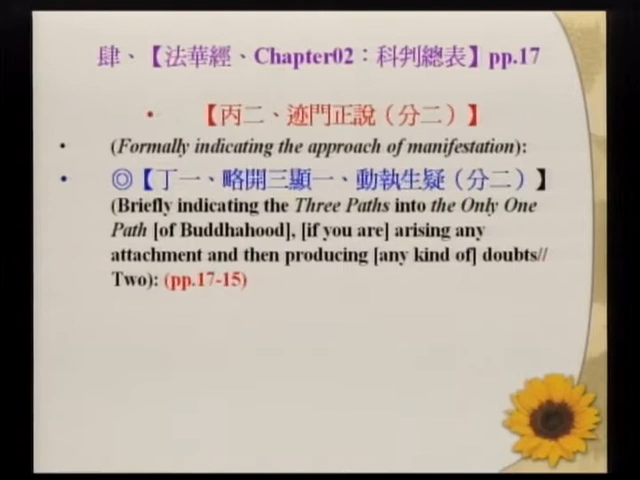 肆、【法華經、Chapter02：科判總表】pp.17
• 【丙二、迹門正說（分二）】
• (Formally indicating the approach of manifestation):
• ◎【丁一、略開三顯一、動執生疑（分二）】
(Briefly indicating the Three Paths into the Only One
Path [of Buddhahood], [if you are] arising any
attachment and then producing [any kind of] doubts//
Two): (pp.17-15)